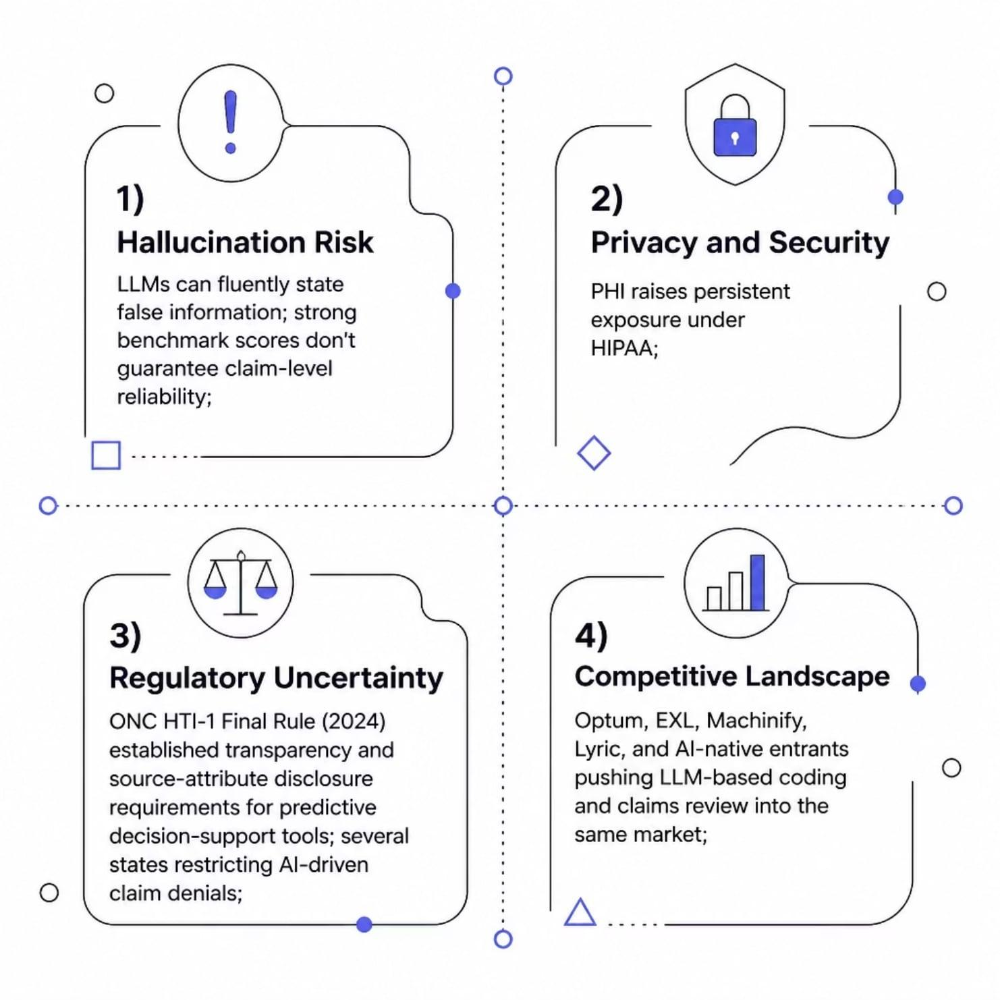 1)
Hallucination Risk
LLMs can fluently state
false information; strong
benchmark scores don't
guarantee claim-level
reliability;
2)
Privacy and Security
PHI raises persistent
exposure under
HIPAA;
3)
Regulatory Uncertainty
ONC HTI-1 Final Rule (2024)
established transparency and
source-attribute disclosure
requirements for predictive
decision-support tools; several
states restricting AI-driven
claim denials;
4)
Competitive Landscape
Optum, EXL, Machinify,
Lyric, and AI-native entrants
pushing LLM-based coding
and claims review into the
same market;